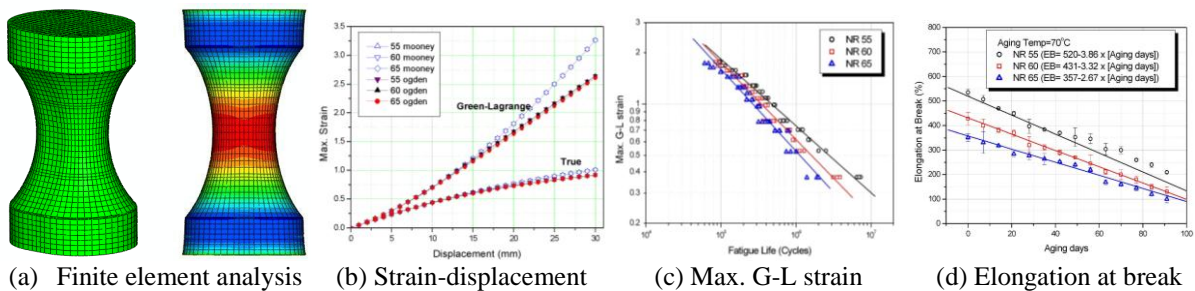 3.5
3.0
2.5
2.0
1.5
1.0
0.5
0.0
Max. Strain
55 mooney
60 mooney
65 mooney
55 ogden
60 ogden
65 ogden
Green-Lagrange
True
0 5 10 15 20 25 30
Displacement (mm)
3
2
1
0.9
0.8
0.7
0.6
0.5
0.4
0.3
0.2
Max. G-L strain
NR 55
NR 60
NR 65
10⁷
Fatigue Life (Cycles)
800
700
600
500
400
300
200
100
0
Elongation at Break (%)
Aging Temp=70°C
NR 55 (EB= 520-3.86 x [Aging days])
NR 60 (EB= 431-3.32 x [Aging days])
NR 65 (EB= 357-2.67 x [Aging days])
0 20 40 60 80 100
Aging days
(a) Finite element analysis
(b) Strain-displacement
(c) Max. G-L strain
(d) Elongation at break